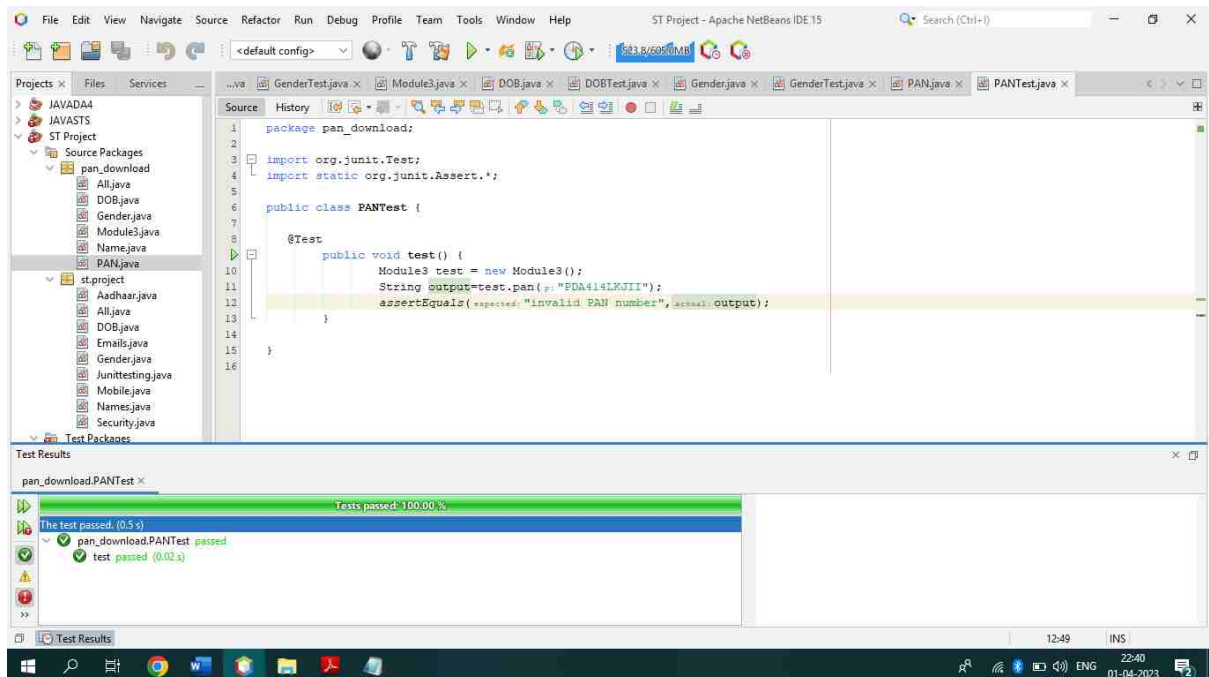 File Edit View Navigate Source Refactor Run Debug Profile Team Tools Window Help ST Project - Apache NetBeans IDE 15 Search (Ctrl+I)
<default config> 523.8/605.0MB
Projects Files Services
...va GenderTest.java Module3.java DOB.java DOBTest.java Gender.java GenderTest.java PAN.java PANTest.java
Source History
JAVADA4
JAVASTS
ST Project
Source Packages
pan_download
All.java
DOB.java
Gender.java
Module3.java
Name.java
PAN.java
st.project
Aadhaar.java
All.java
DOB.java
Emails.java
Gender.java
Junittesting.java
Mobile.java
Names.java
Security.java
Test Packages
1 package pan_download;
2
3 import org.junit.Test;
4 import static org.junit.Assert.*;
5
6 public class PANTest {
7
8 @Test
public void test() {
10 Module3 test = new Module3();
11 String output=test.pan( p: "PDA414LKJII");
12 assertEquals( expected: "invalid PAN number", actual: output);
13 }
14
15 }
16
Test Results
pan_download.PANTest
Tests passed: 100.00 %
The test passed. (0.5 s)
pan_download.PANTest passed
test passed (0.02 s)
Test Results 12:49 INS
ENG 22:40
01-04-2023